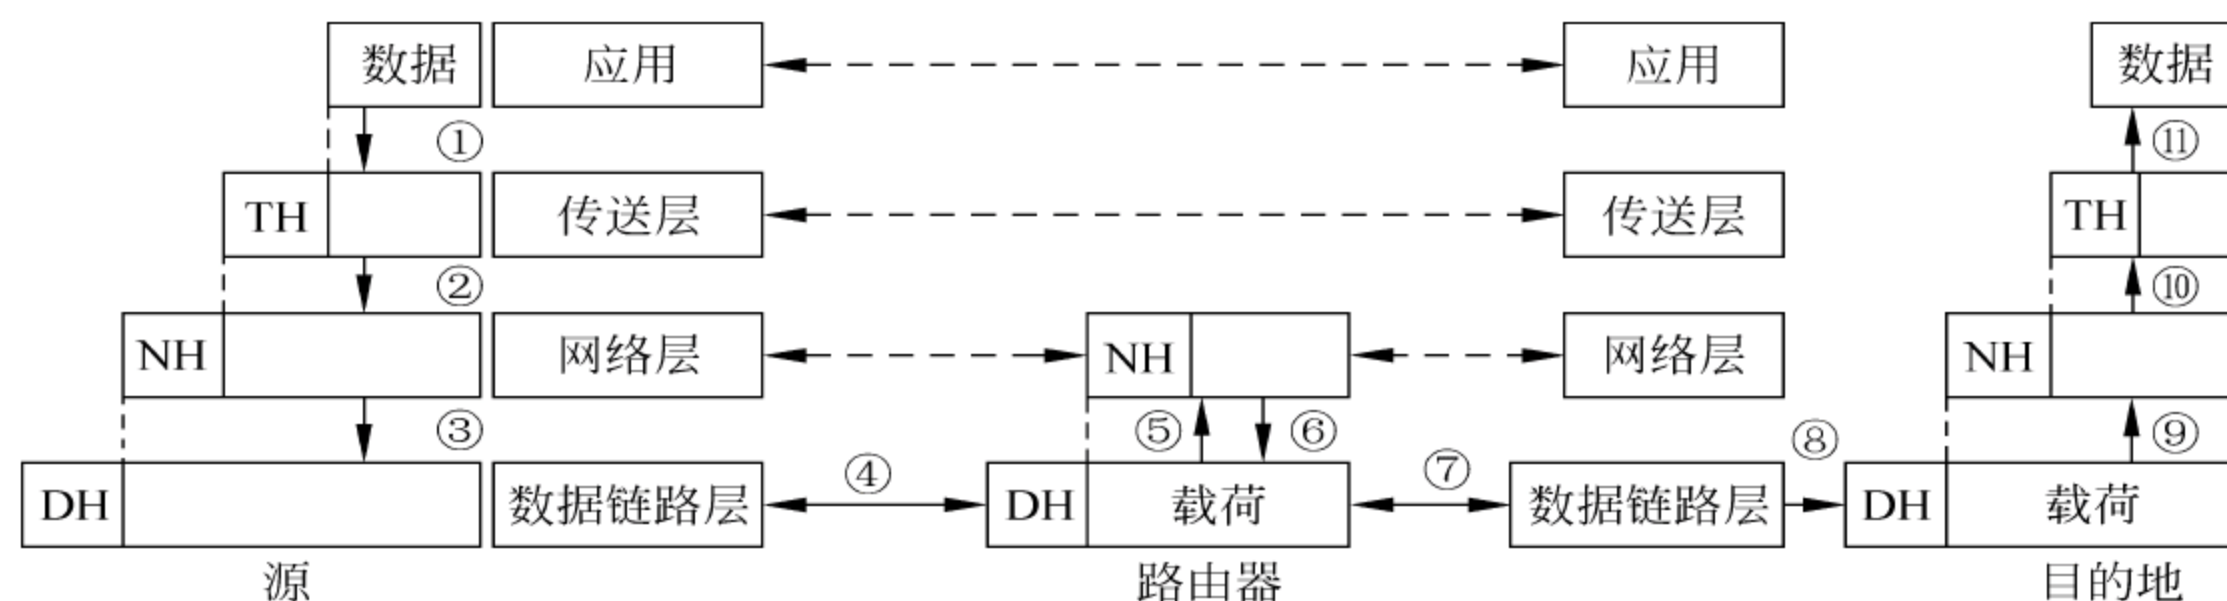 数据 应用 应用 数据
① ⑪
TH 传送层 传送层 TH
② ⑩
NH 网络层 NH 网络层 NH
③ ⑤ ⑥ ⑨
④ ⑦ ⑧
DH 数据链路层 DH 载荷 数据链路层 DH 载荷
源 路由器 目的地